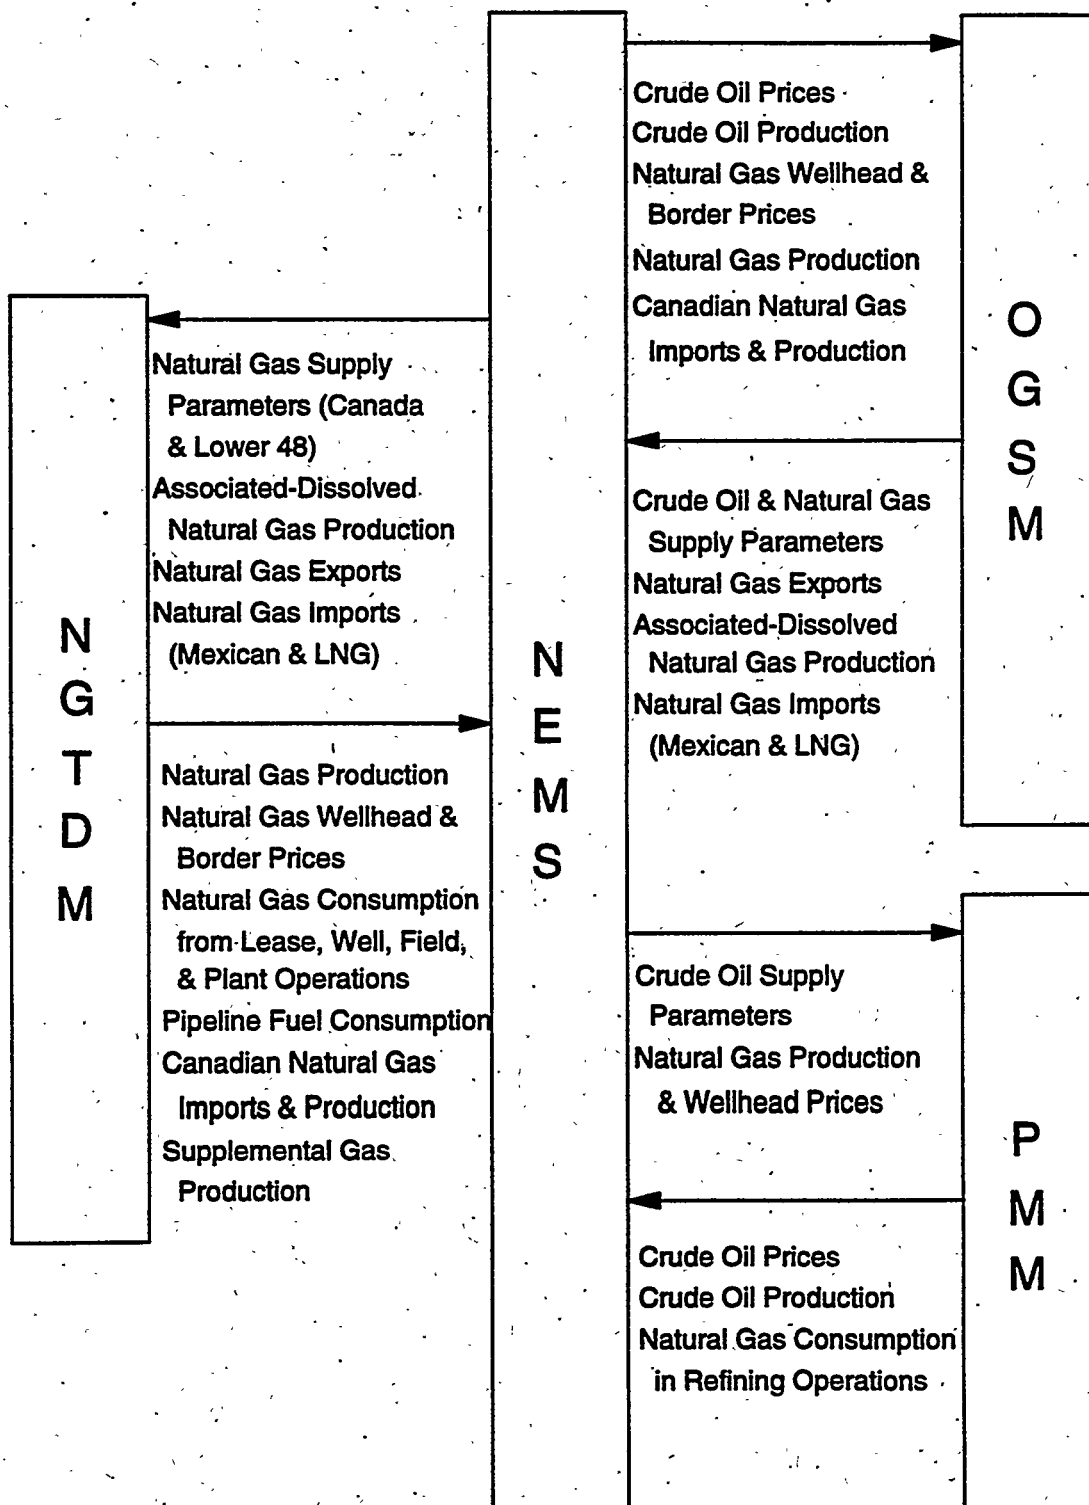 Crude Oil Prices
Crude Oil Production
Natural Gas Wellhead &
Border Prices
Natural Gas Production
Canadian Natural Gas
Imports & Production
O
G
S
M
Natural Gas Supply
Parameters (Canada
& Lower 48)
Associated-Dissolved
Natural Gas Production
Natural Gas Exports
Natural Gas Imports
(Mexican & LNG)
Crude Oil & Natural Gas
Supply Parameters
Natural Gas Exports
Associated-Dissolved
Natural Gas Production
Natural Gas Imports
(Mexican & LNG)
N
G
T
D
M
N
E
M
S
Natural Gas Production
Natural Gas Wellhead &
Border Prices
Natural Gas Consumption
from Lease, Well, Field,
& Plant Operations
Pipeline Fuel Consumption
Canadian Natural Gas
Imports & Production
Supplemental Gas
Production
Crude Oil Supply
Parameters
Natural Gas Production
& Wellhead Prices
P
M
M
Crude Oil Prices
Crude Oil Production
Natural Gas Consumption
in Refining Operations